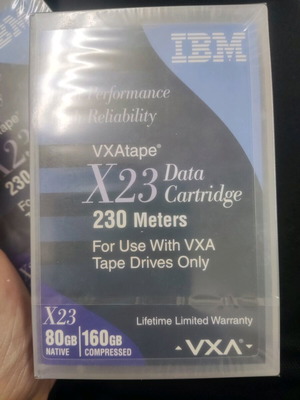 IBM
Performance
Reliability
VXAtape®
X23 Data
Cartridge
230 Meters
For Use With VXA
Tape Drives Only
X23
80GB 160GB
NATIVE COMPRESSED
Lifetime Limited Warranty
VXA